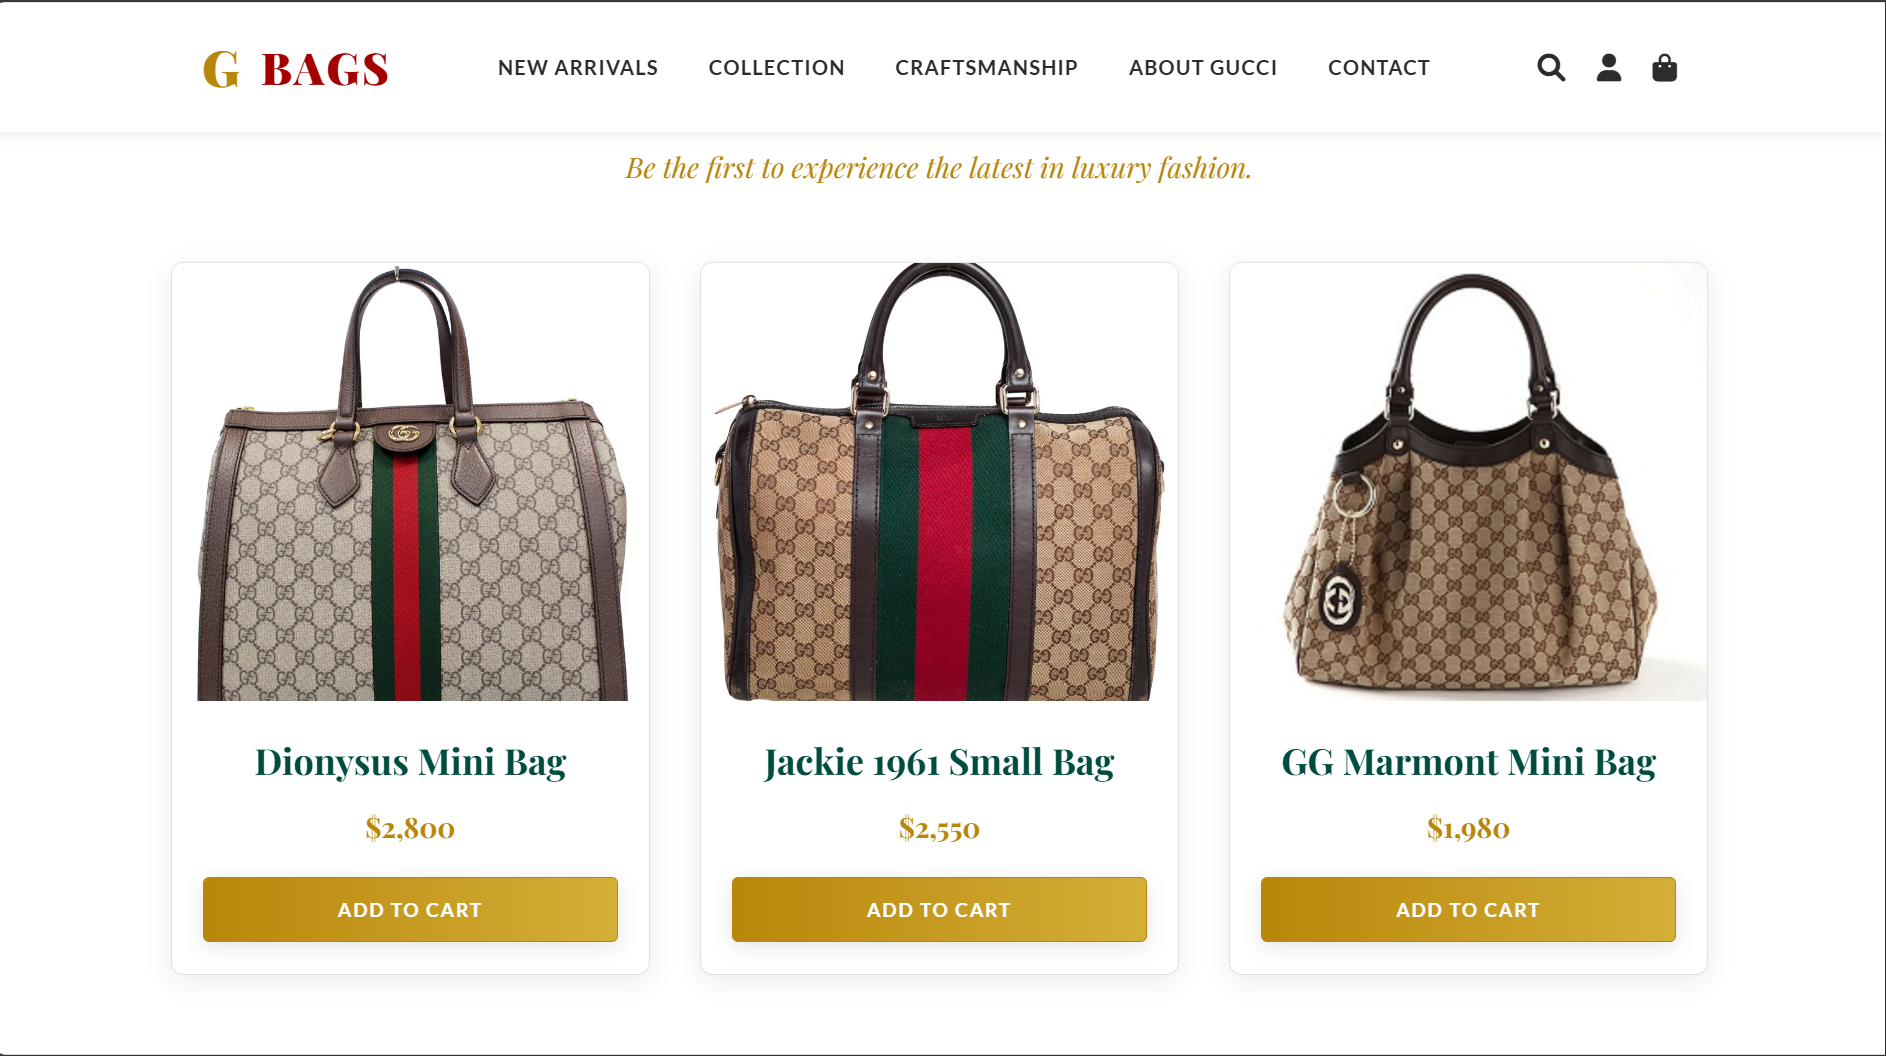 G BAGS
NEW ARRIVALS
COLLECTION
CRAFTSMANSHIP
ABOUT GUCCI
CONTACT
Be the first to experience the latest in luxury fashion.
Dionysus Mini Bag
$2,800
ADD TO CART
Jackie 1961 Small Bag
$2,550
ADD TO CART
GG Marmont Mini Bag
$1,980
ADD TO CART